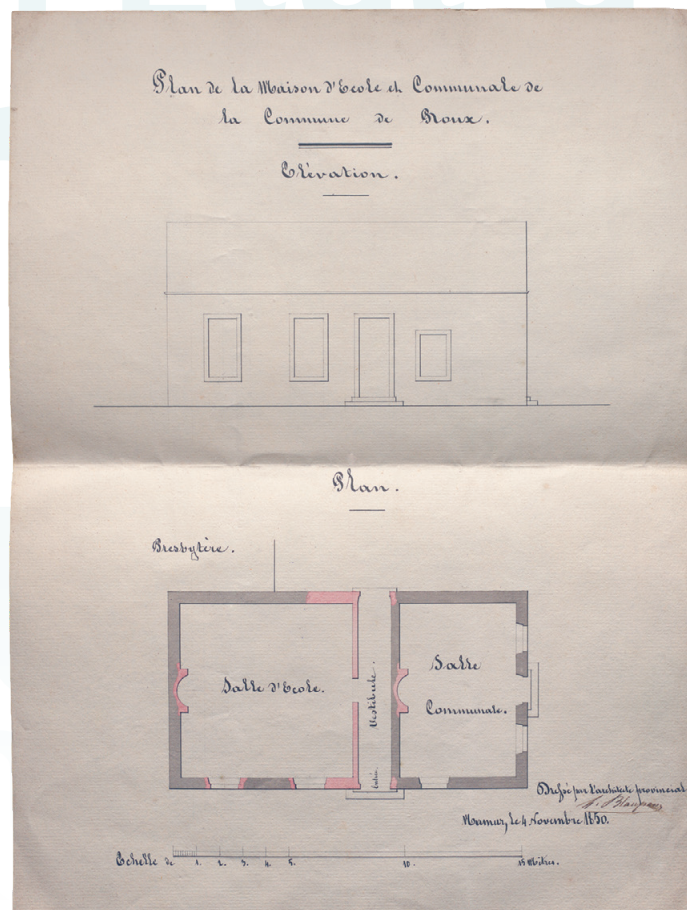 Plan de la Maison d'Ecole et Communale de
la Commune de Roux.
Elévation.
Plan.
Presbytère.
Salle d'Ecole.
Vestibule.
Entrée
Salle
Communale.
Dressé par l'architecte provincial
Namur, le 4 Novembre 1850.
Echelle de 1. 2. 3. 4. 5. 10. 15 Mètres.